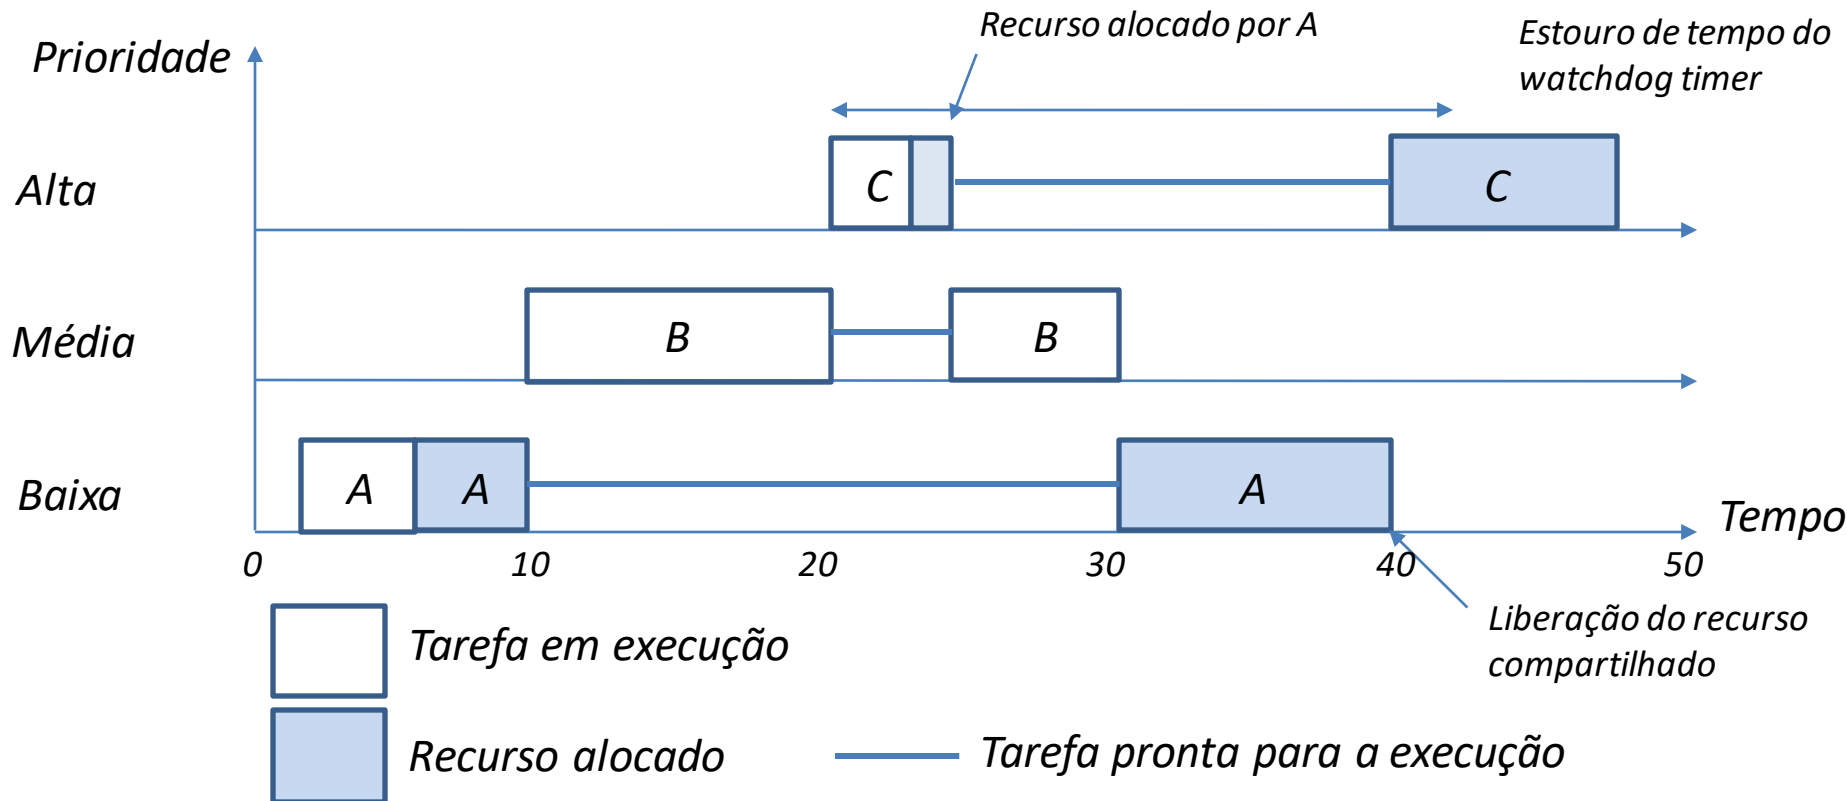 Recurso alocado por A
Estouro de tempo do
watchdog timer
Prioridade
Alta
C
C
Média
B
B
Baixa
A
A
A
Tempo
0
10
20
30
40
50
Liberação do recurso
compartilhado
Tarefa em execução
Recurso alocado
Tarefa pronta para a execução